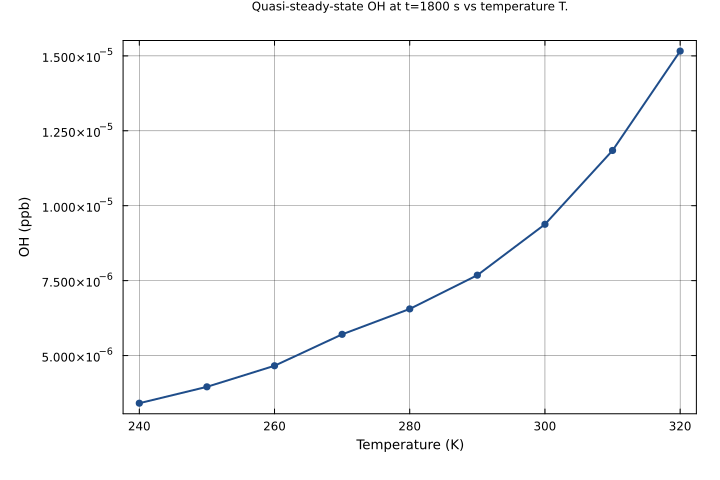 Quasi-steady-state OH at t=1800 s vs temperature T.
1.500×10⁻⁵
1.250×10⁻⁵
1.000×10⁻⁵
7.500×10⁻⁶
5.000×10⁻⁶
OH (ppb)
240 260 280 300 320
Temperature (K)